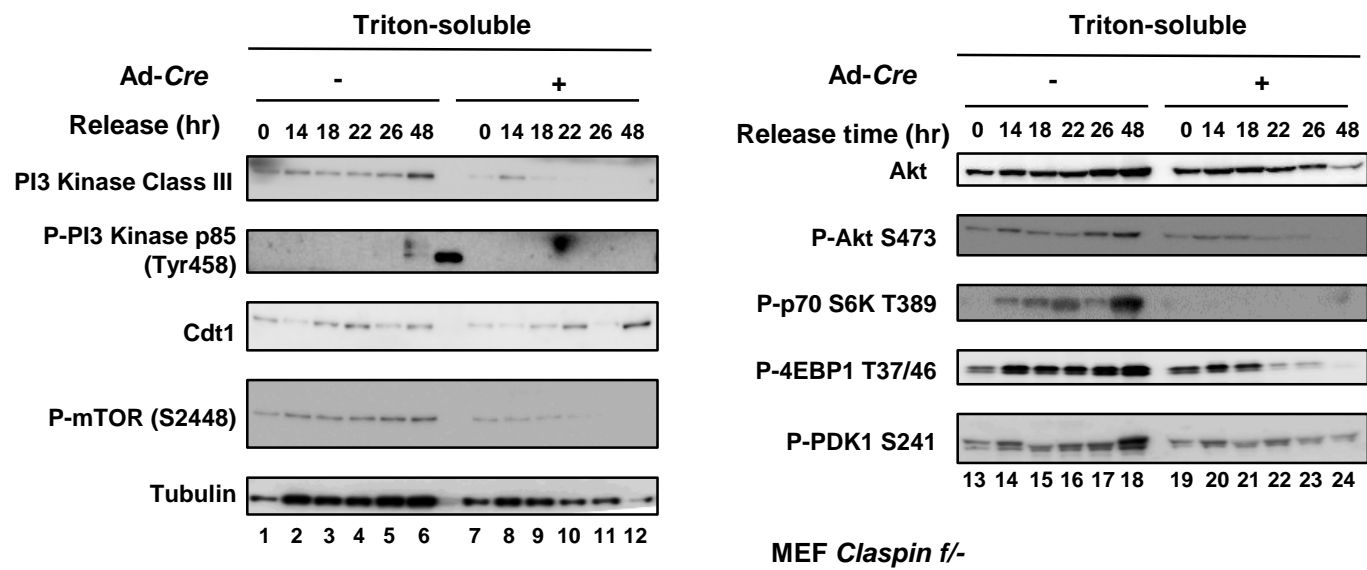 Triton-soluble
Ad-Cre - +
Release (hr) 0 14 18 22 26 48 0 14 18 22 26 48
PI3 Kinase Class III
P-PI3 Kinase p85
(Tyr458)
Cdt1
P-mTOR (S2448)
Tubulin
1 2 3 4 5 6 7 8 9 10 11 12
Triton-soluble
Ad-Cre - +
Release time (hr) 0 14 18 22 26 48 0 14 18 22 26 48
Akt
P-Akt S473
P-p70 S6K T389
P-4EBP1 T37/46
P-PDK1 S241
13 14 15 16 17 18 19 20 21 22 23 24
MEF Claspin f/-